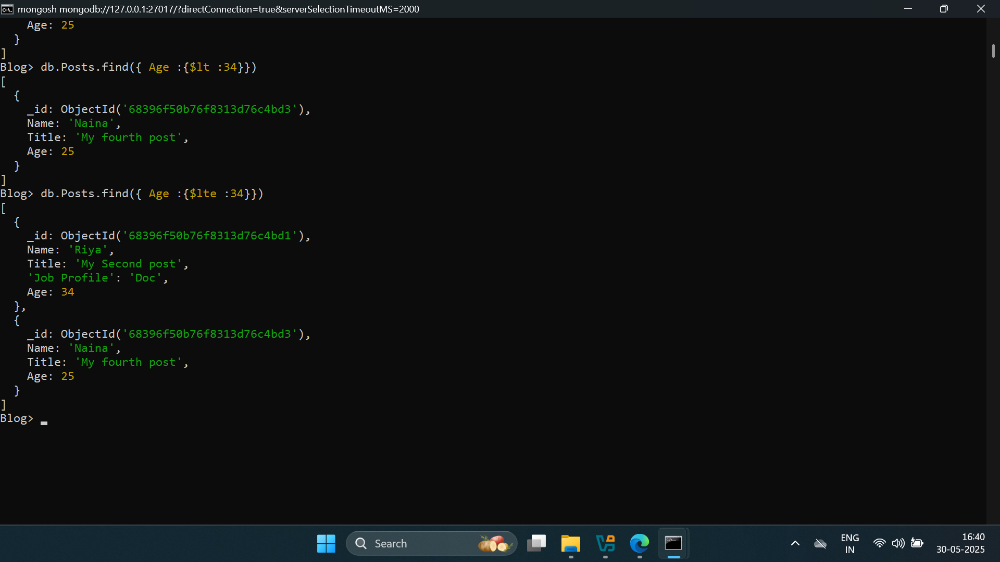 mongosh mongodb://127.0.0.1:27017/?directConnection=true&serverSelectionTimeoutMS=2000
    Age: 25
  }
]
Blog> db.Posts.find({ Age :{$lt :34}})
[
  {
    _id: ObjectId('68396f50b76f8313d76c4bd3'),
    Name: 'Naina',
    Title: 'My fourth post',
    Age: 25
  }
]
Blog> db.Posts.find({ Age :{$lte :34}})
[
  {
    _id: ObjectId('68396f50b76f8313d76c4bd1'),
    Name: 'Riya',
    Title: 'My Second post',
    'Job Profile': 'Doc',
    Age: 34
  },
  {
    _id: ObjectId('68396f50b76f8313d76c4bd3'),
    Name: 'Naina',
    Title: 'My fourth post',
    Age: 25
  }
]
Blog>
Search
ENG
IN
16:40
30-05-2025